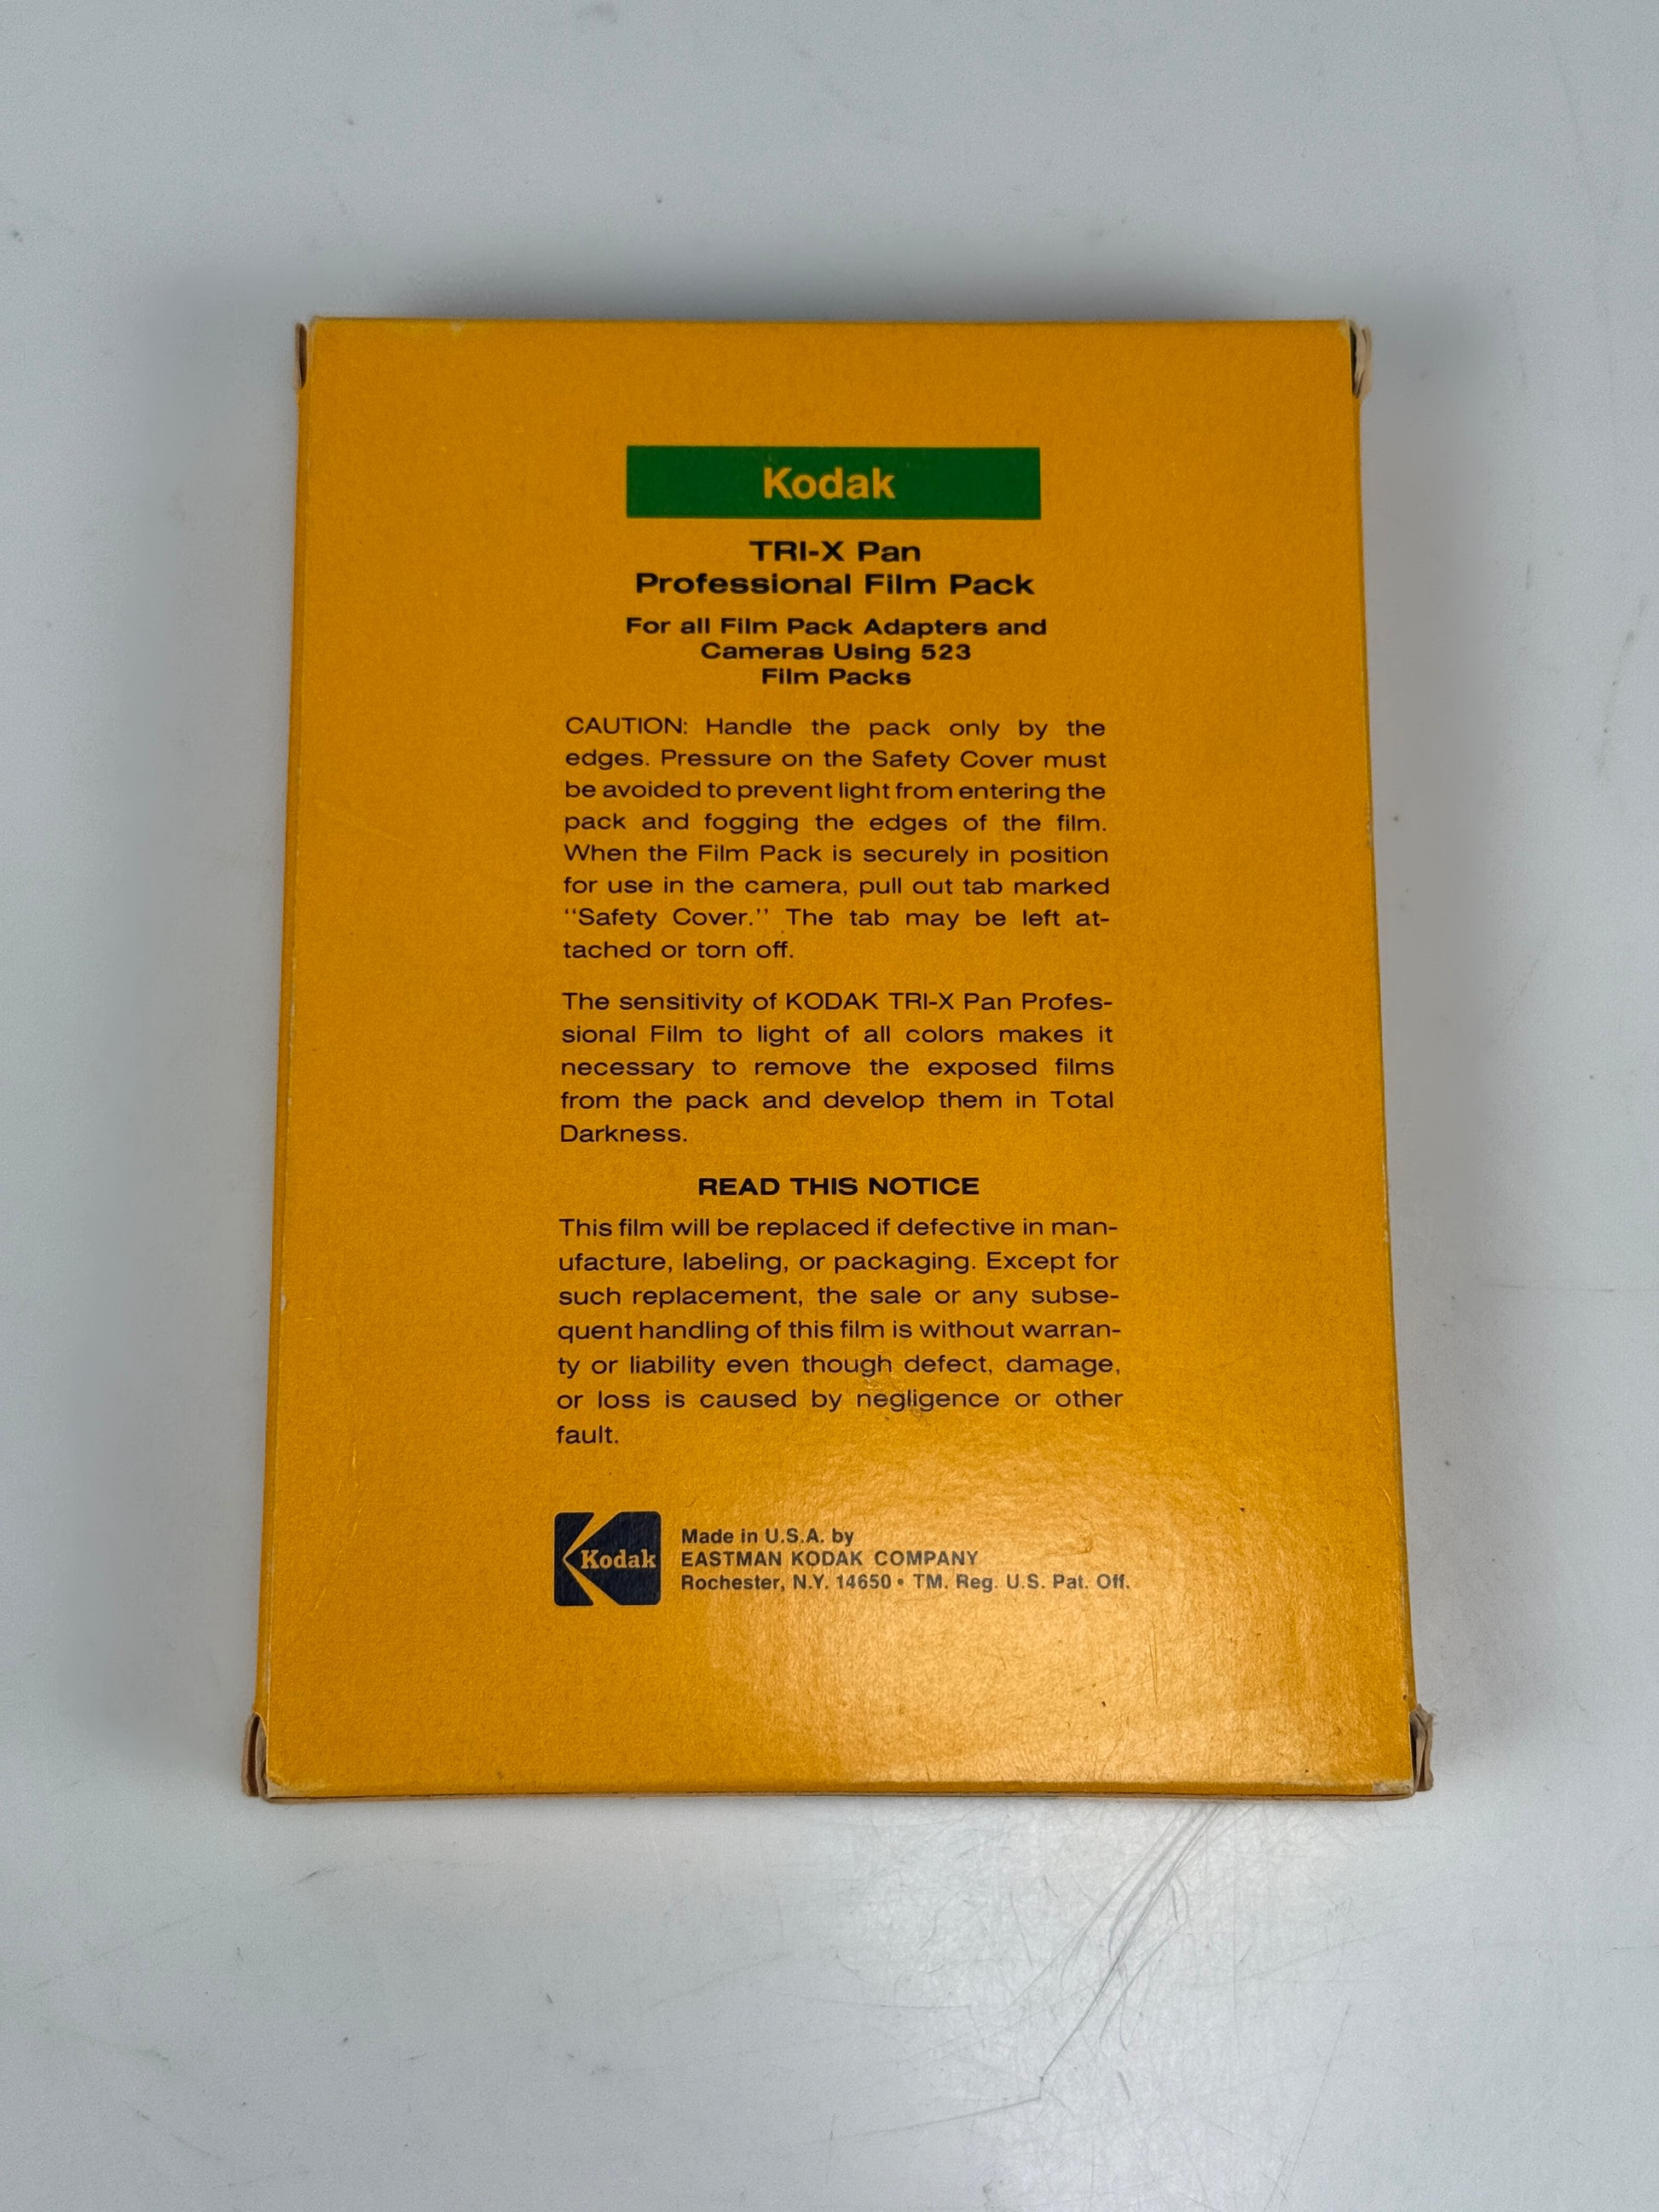 Kodak
TRI-X Pan
Professional Film Pack
For all Film Pack Adapters and
Cameras Using 523
Film Packs
CAUTION: Handle the pack only by the
edges. Pressure on the Safety Cover must
be avoided to prevent light from entering the
pack and fogging the edges of the film.
When the Film Pack is securely in position
for use in the camera, pull out tab marked
‘‘Safety Cover.’’ The tab may be left at-
tached or torn off.
The sensitivity of KODAK TRI-X Pan Profes-
sional Film to light of all colors makes it
necessary to remove the exposed films
from the pack and develop them in Total
Darkness.
READ THIS NOTICE
This film will be replaced if defective in man-
ufacture, labeling, or packaging. Except for
such replacement, the sale or any subse-
quent handling of this film is without warran-
ty or liability even though defect, damage,
or loss is caused by negligence or other
fault.
Kodak
Made in U.S.A. by
EASTMAN KODAK COMPANY
Rochester, N.Y. 14650 • TM. Reg. U.S. Pat. Off.